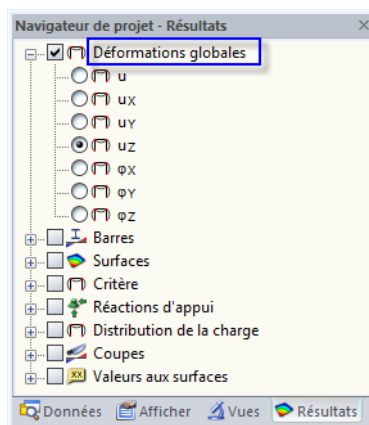 Navigateur de projet - Résultats
Déformations globales
u
uX
uY
uZ
φX
φY
φZ
Barres
Surfaces
Critère
Réactions d'appui
Distribution de la charge
Coupes
xx Valeurs aux surfaces
Données Afficher Vues Résultats